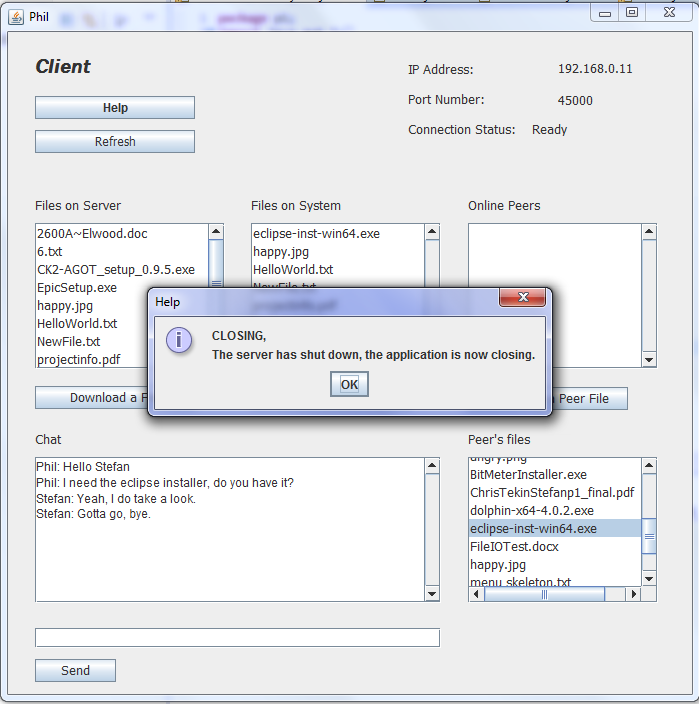 Phil
Client
Help
Refresh
IP Address: 192.168.0.11
Port Number: 45000
Connection Status: Ready
Files on Server
2600A~Elwood.doc
6.txt
CK2-AGOT_setup_0.9.5.exe
EpicSetup.exe
happy.jpg
HelloWorld.txt
NewFile.txt
projectinfo.pdf
Files on System
eclipse-inst-win64.exe
happy.jpg
HelloWorld.txt
NewFile.txt
projectinfo.pdf
Online Peers
Help
CLOSING,
The server has shut down, the application is now closing.
OK
Download a F
Peer File
Chat
Phil: Hello Stefan
Phil: I need the eclipse installer, do you have it?
Stefan: Yeah, I do take a look.
Stefan: Gotta go, bye.
Peer's files
angry.png
BitMeterInstaller.exe
ChrisTekinStefanp1_final.pdf
dolphin-x64-4.0.2.exe
eclipse-inst-win64.exe
FileIOTest.docx
happy.jpg
menu skeleton.txt
Send